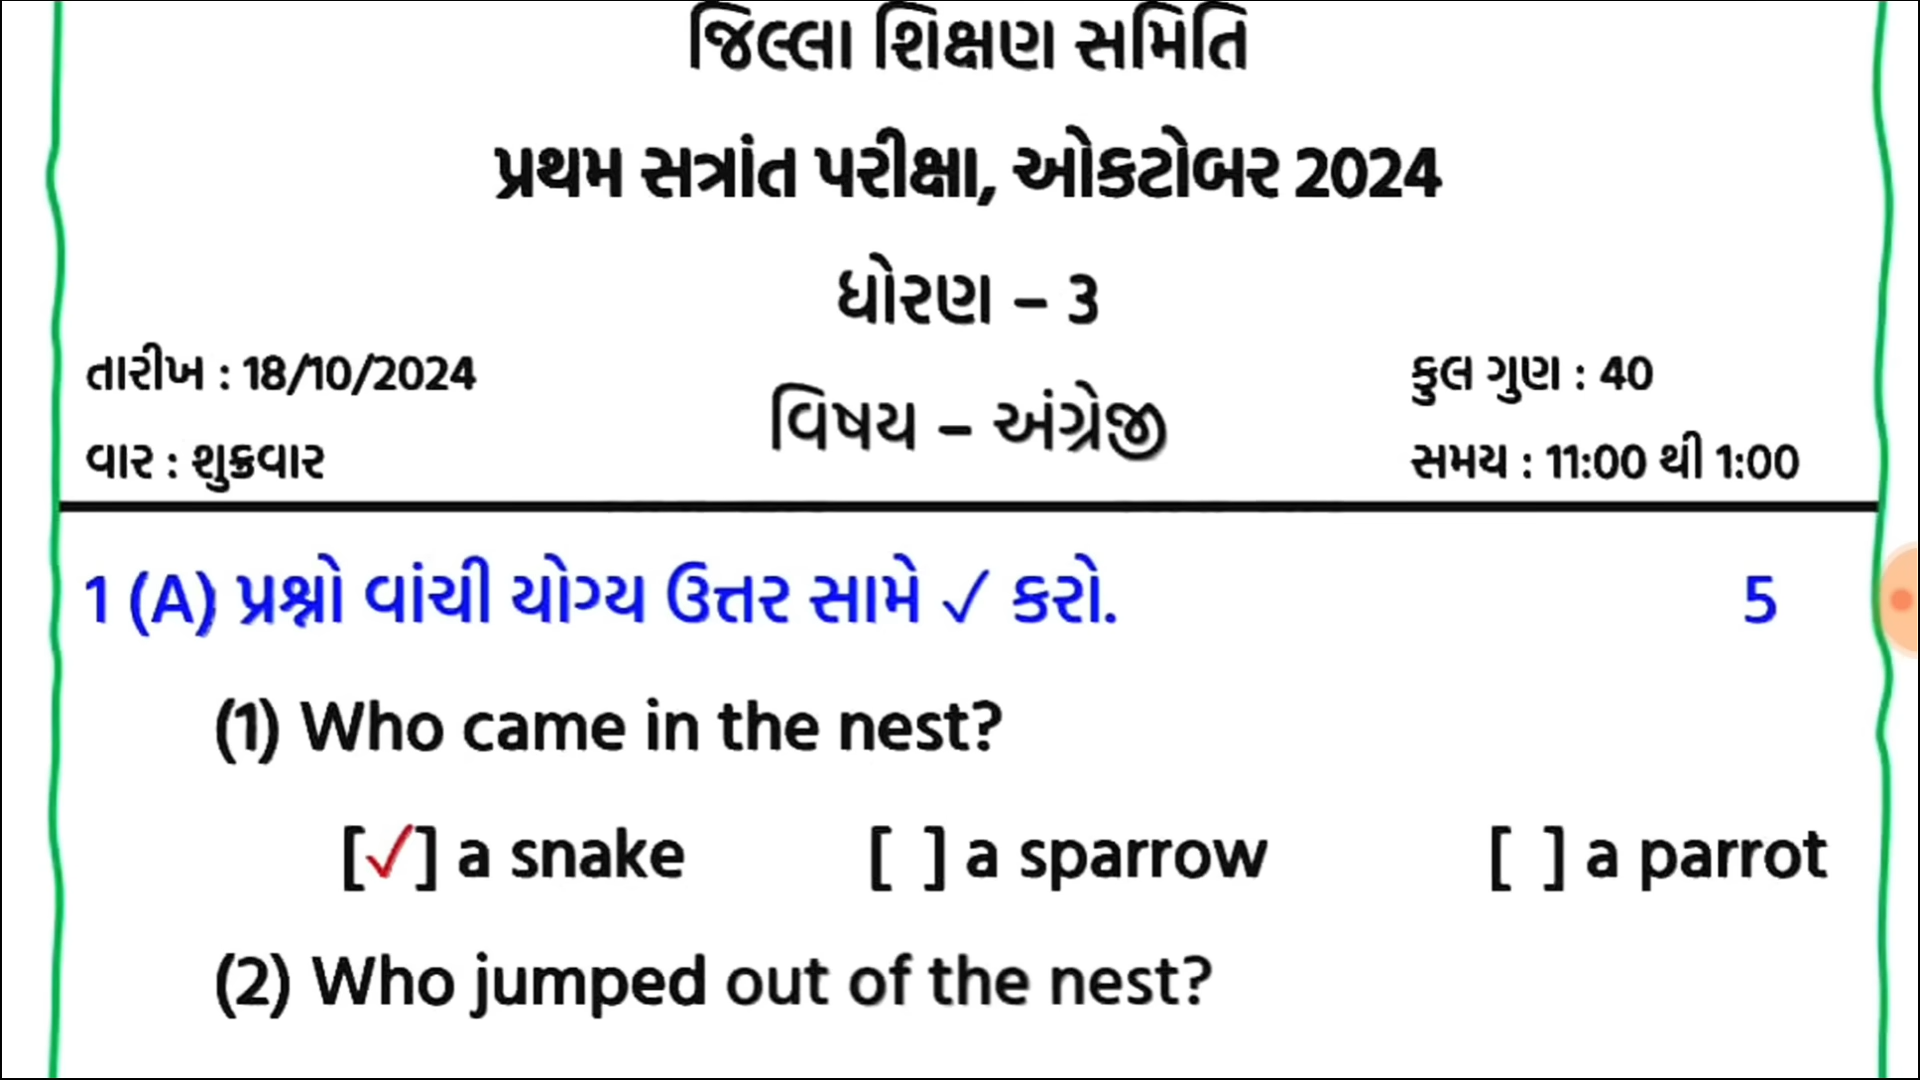 જિલ્લા શિક્ષણ સમિતિ
પ્રથમ સત્રાંત પરીક્ષા, ઓક્ટોબર 2024
ધોરણ – ૩
તારીખ : 18/10/2024
કુલ ગુણ : 40
વિષય – અંગ્રેજી
વાર : શુક્રવાર
સમય : 11:00 થી 1:00
1 (A) પ્રશ્નો વાંચી યોગ્ય ઉત્તર સામે ✓ કરો. 5
(1) Who came in the nest?
[✓] a snake [ ] a sparrow [ ] a parrot
(2) Who jumped out of the nest?